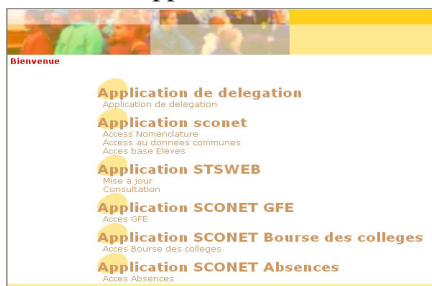 Bienvenue
Application de delegation
Application de delegation
Application sconet
Access Nomenclature
Access au donnees communes
Acces base Eleves
Application STSWEB
Mise a jour
Consultation
Application SCONET GFE
Acces GFE
Application SCONET Bourse des colleges
Acces Bourse des colleges
Application SCONET Absences
Acces Absences